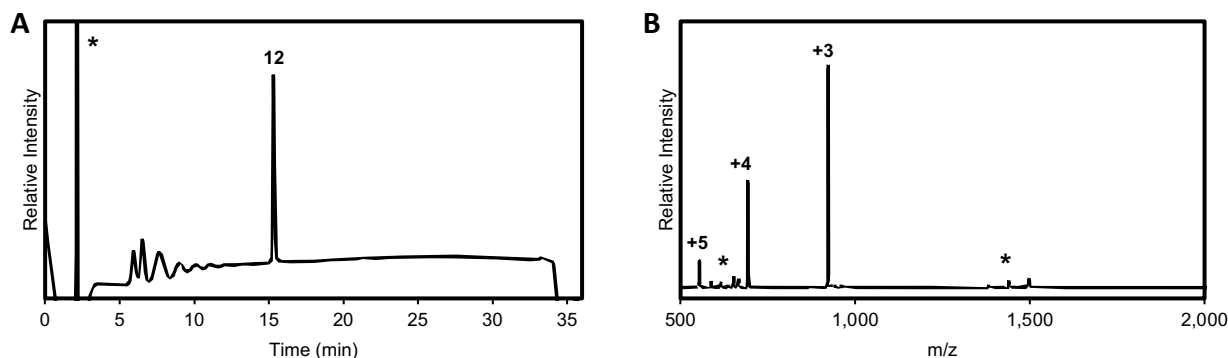 A
*
12
Relative Intensity
0 5 10 15 20 25 30 35
Time (min)
B
+3
+4
+5
*
*
Relative Intensity
500 1,000 1,500 2,000
m/z